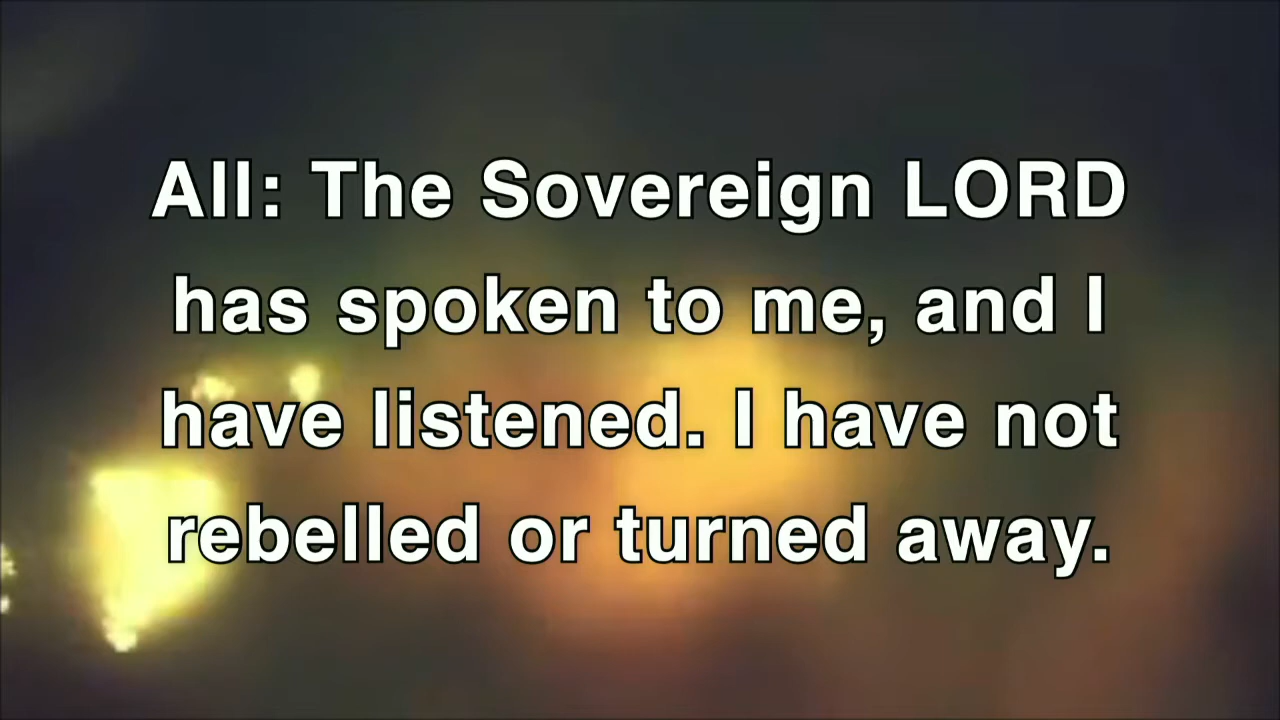 All: The Sovereign LORD
has spoken to me, and I
have listened. I have not
rebelled or turned away.